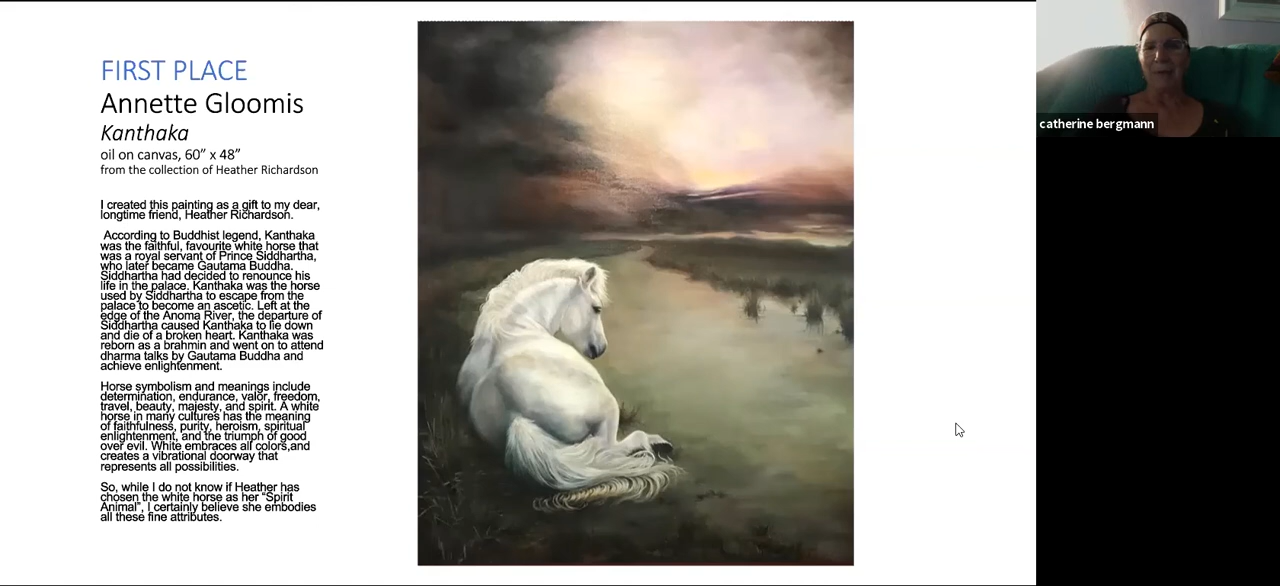 FIRST PLACE
Annette Gloomis
Kanthaka
oil on canvas, 60” x 48”
from the collection of Heather Richardson
I created this painting as a gift to my dear,
longtime friend, Heather Richardson.
According to Buddhist legend, Kanthaka
was the faithful, favourite white horse that
was a royal servant of Prince Siddhartha,
who later became Gautama Buddha.
Siddhartha had decided to renounce his
life in the palace. Kanthaka was the horse
used by Siddhartha to escape from the
palace to become an ascetic. Left at the
edge of the Anoma River, the departure of
Siddhartha caused Kanthaka to lie down
and die of a broken heart. Kanthaka was
reborn as a brahmin and went on to attend
dharma talks by Gautama Buddha and
achieve enlightenment.
Horse symbolism and meanings include
determination, endurance, valor, freedom,
travel, beauty, majesty, and spirit. A white
horse in many cultures has the meaning
of faithfulness, purity, heroism, spiritual
enlightenment, and the triumph of good
over evil. White embraces all colors,and
creates a vibrational doorway that
represents all possibilities.
So, while I do not know if Heather has
chosen the white horse as her “Spirit
Animal”, I certainly believe she embodies
all these fine attributes.
catherine bergmann